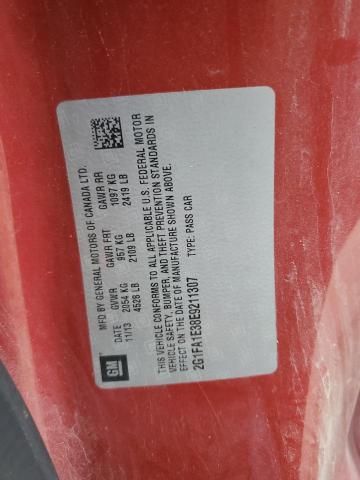 MFD BY GENERAL MOTORS OF CANADA LTD.
DATE GVWR GAWR FRT GAWR RR
11/13 2054 KG 957 KG 1097 KG
4528 LB 2109 LB 2419 LB
THIS VEHICLE CONFORMS TO ALL APPLICABLE U.S. FEDERAL MOTOR
VEHICLE SAFETY, BUMPER, AND THEFT PREVENTION STANDARDS IN
EFFECT ON THE DATE OF MANUFACTURE SHOWN ABOVE.
2G1FA1E38E9211307 TYPE: PASS CAR
GM